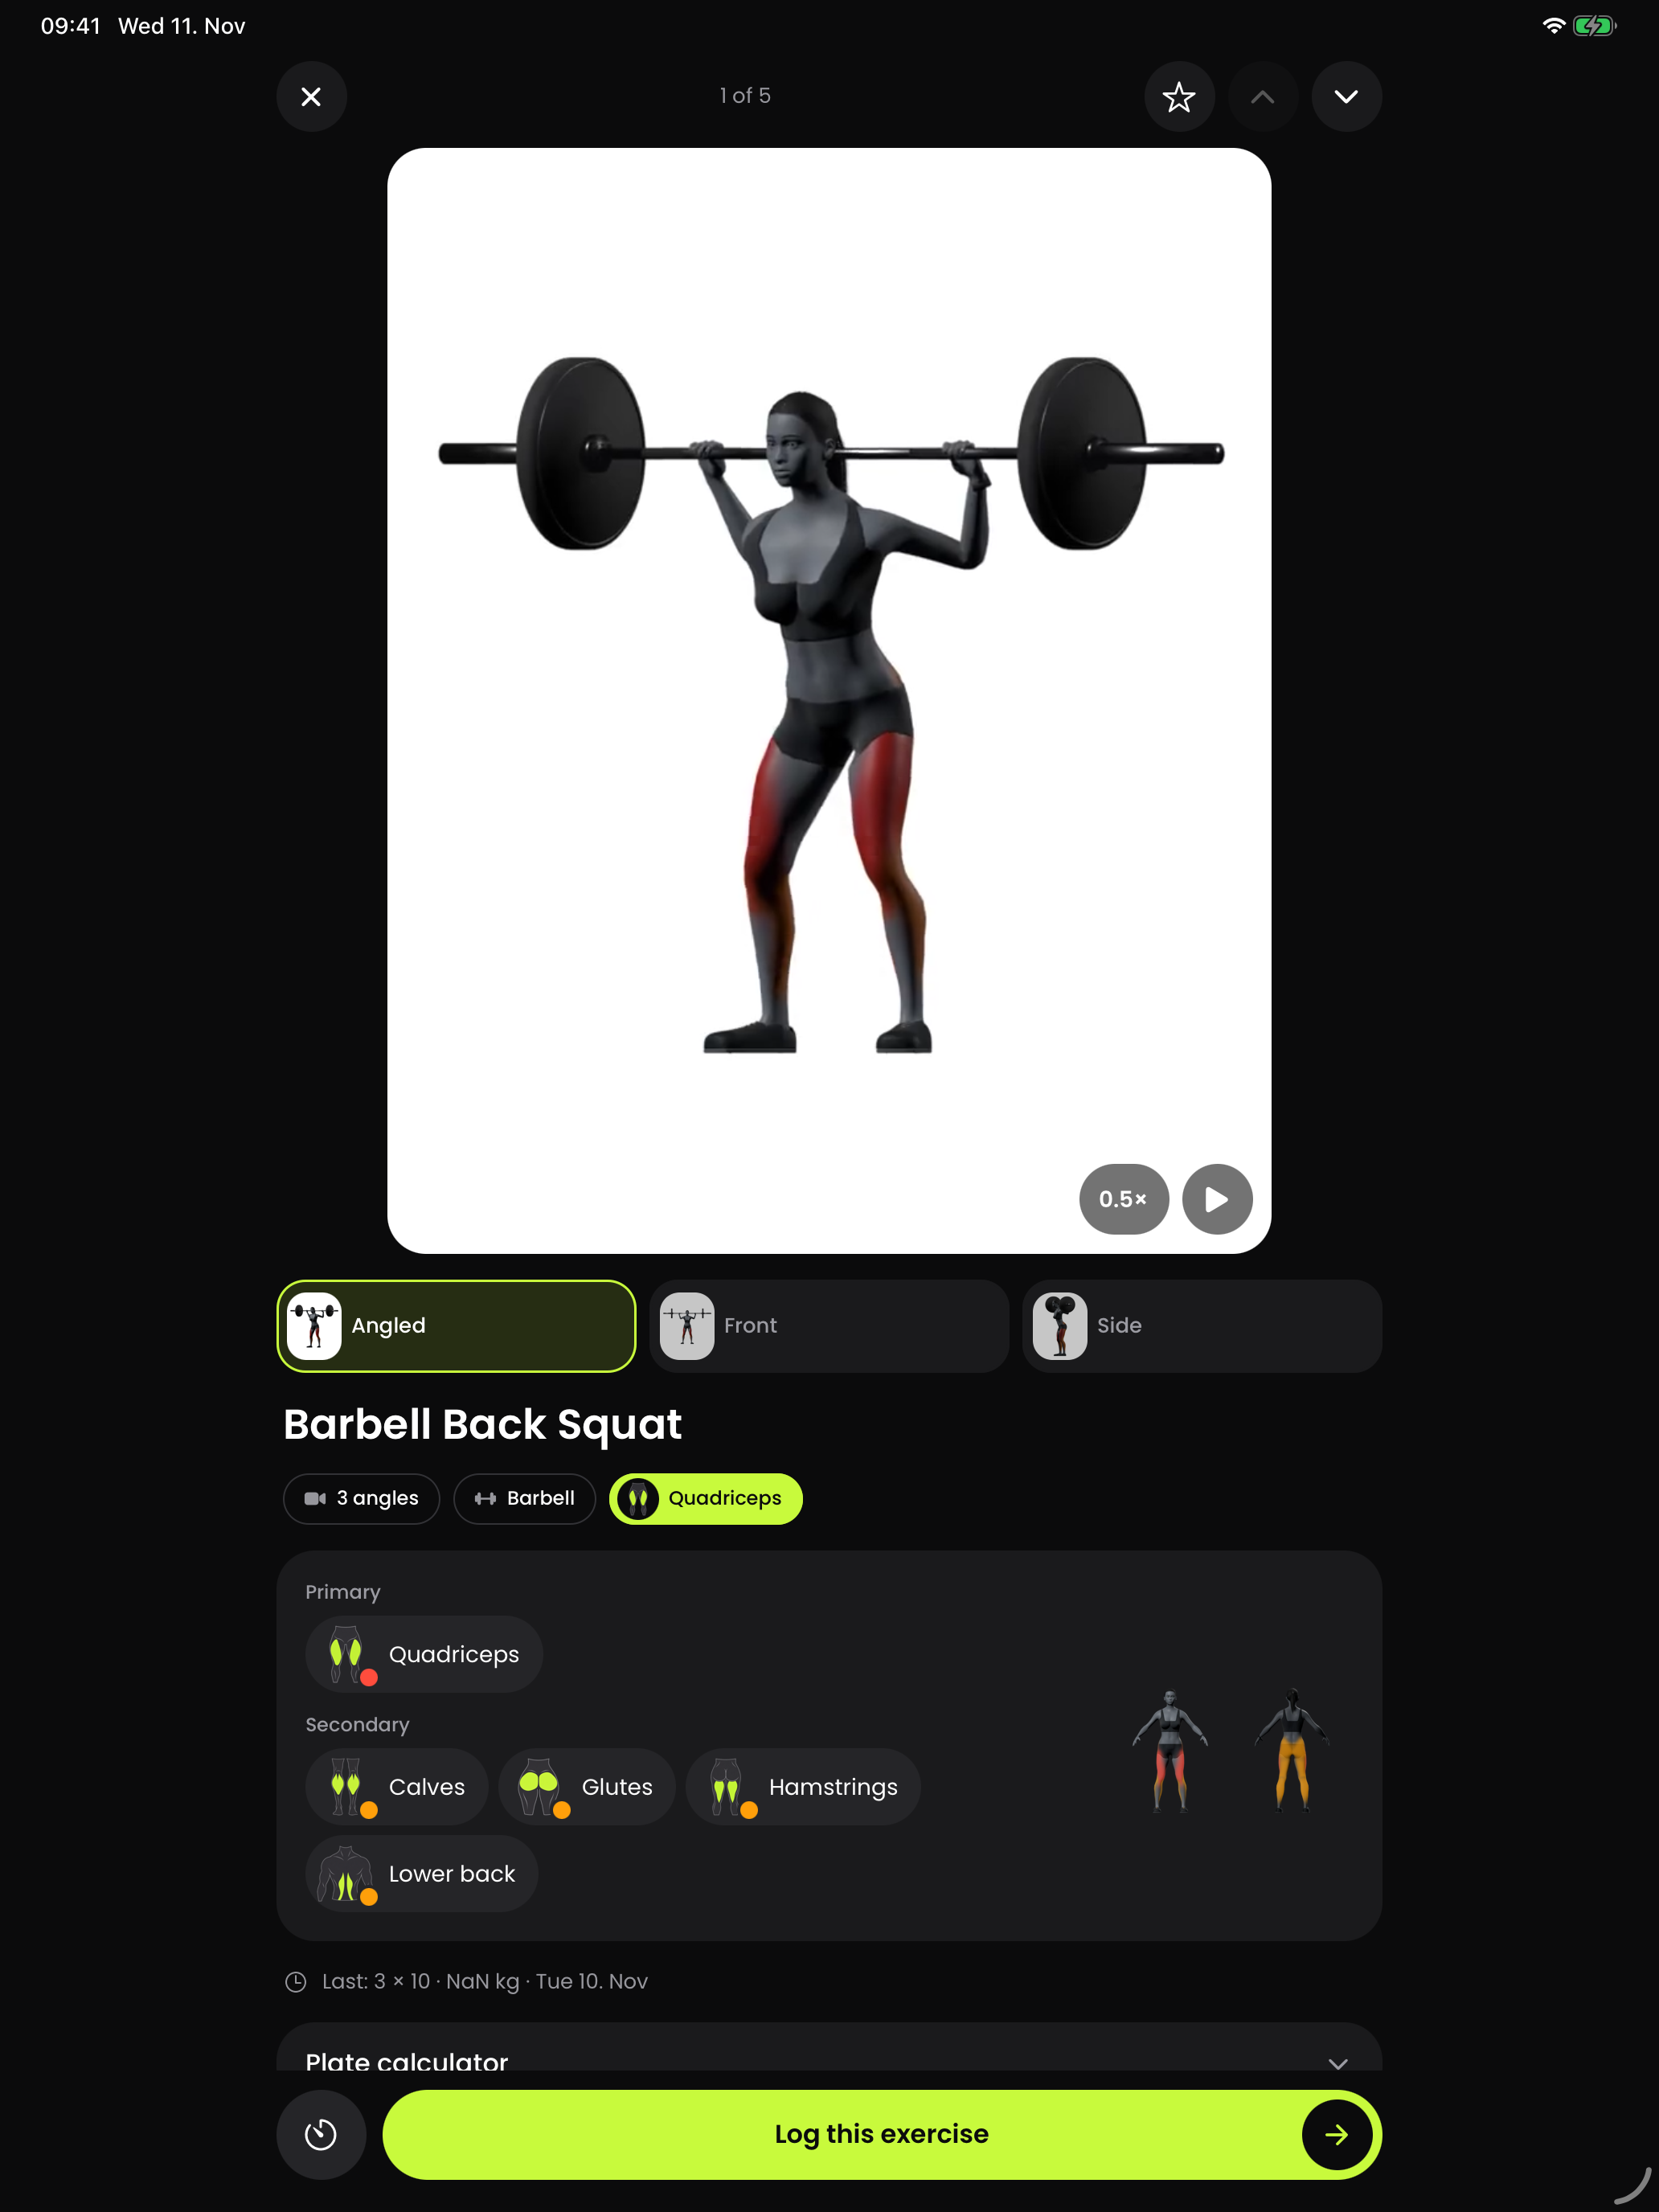 09:41 Wed 11. Nov
1 of 5
0.5×
Angled
Front
Side
Barbell Back Squat
3 angles
Barbell
Quadriceps
Primary
Quadriceps
Secondary
Calves
Glutes
Hamstrings
Lower back
Last: 3 × 10 · NaN kg · Tue 10. Nov
Plate calculator
Log this exercise